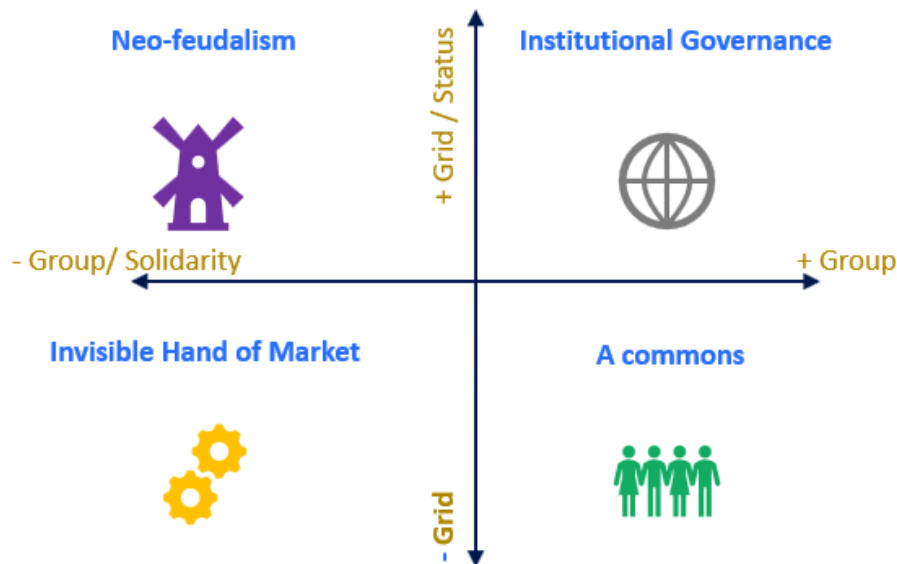 Neo-feudalism
Institutional Governance
+ Grid / Status
- Group/ Solidarity
+ Group
Invisible Hand of Market
A commons
- Grid